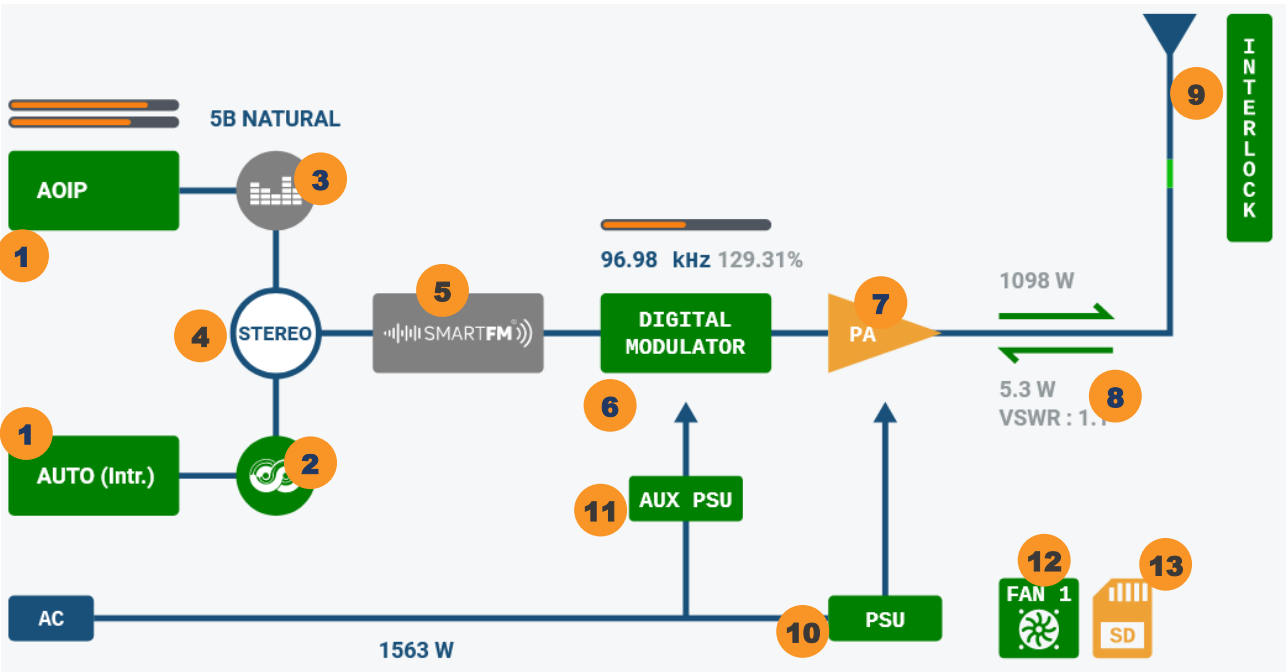 9
INTERLOCK
5B NATURAL
AOIP
3
1
5
96.98 kHz 129.31%
7
1098 W
4
STEREO
SMARTFM
DIGITAL
MODULATOR
PA
6
5.3 W
8
VSWR : 1.1
1
AUTO (Intr.)
2
11
AUX PSU
12
13
FAN 1
AC
10
PSU
SD
1563 W